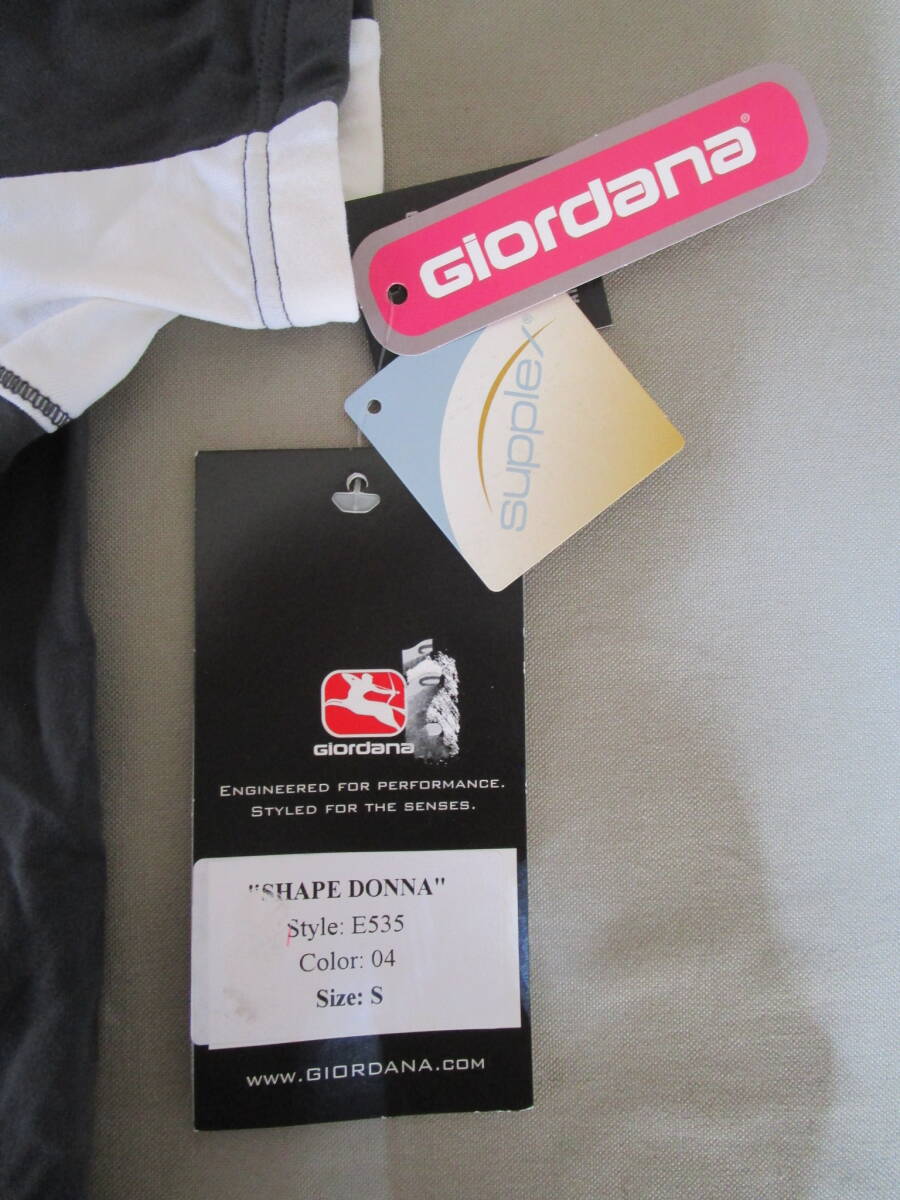 Giordana®
supplex®
Giordana
ENGINEERED FOR PERFORMANCE.
STYLED FOR THE SENSES.
"SHAPE DONNA"
Style: E535
Color: 04
Size: S
WWW.GIORDANA.COM